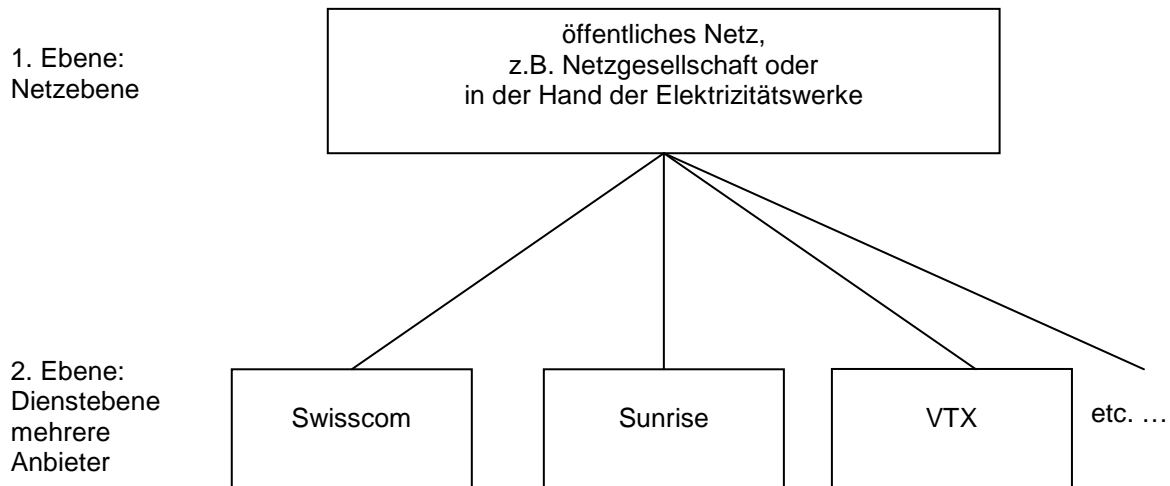 1. Ebene:
Netzebene
öffentliches Netz,
z.B. Netzgesellschaft oder
in der Hand der Elektrizitätswerke
2. Ebene:
Dienstebene
mehrere
Anbieter
Swisscom
Sunrise
VTX
etc. …